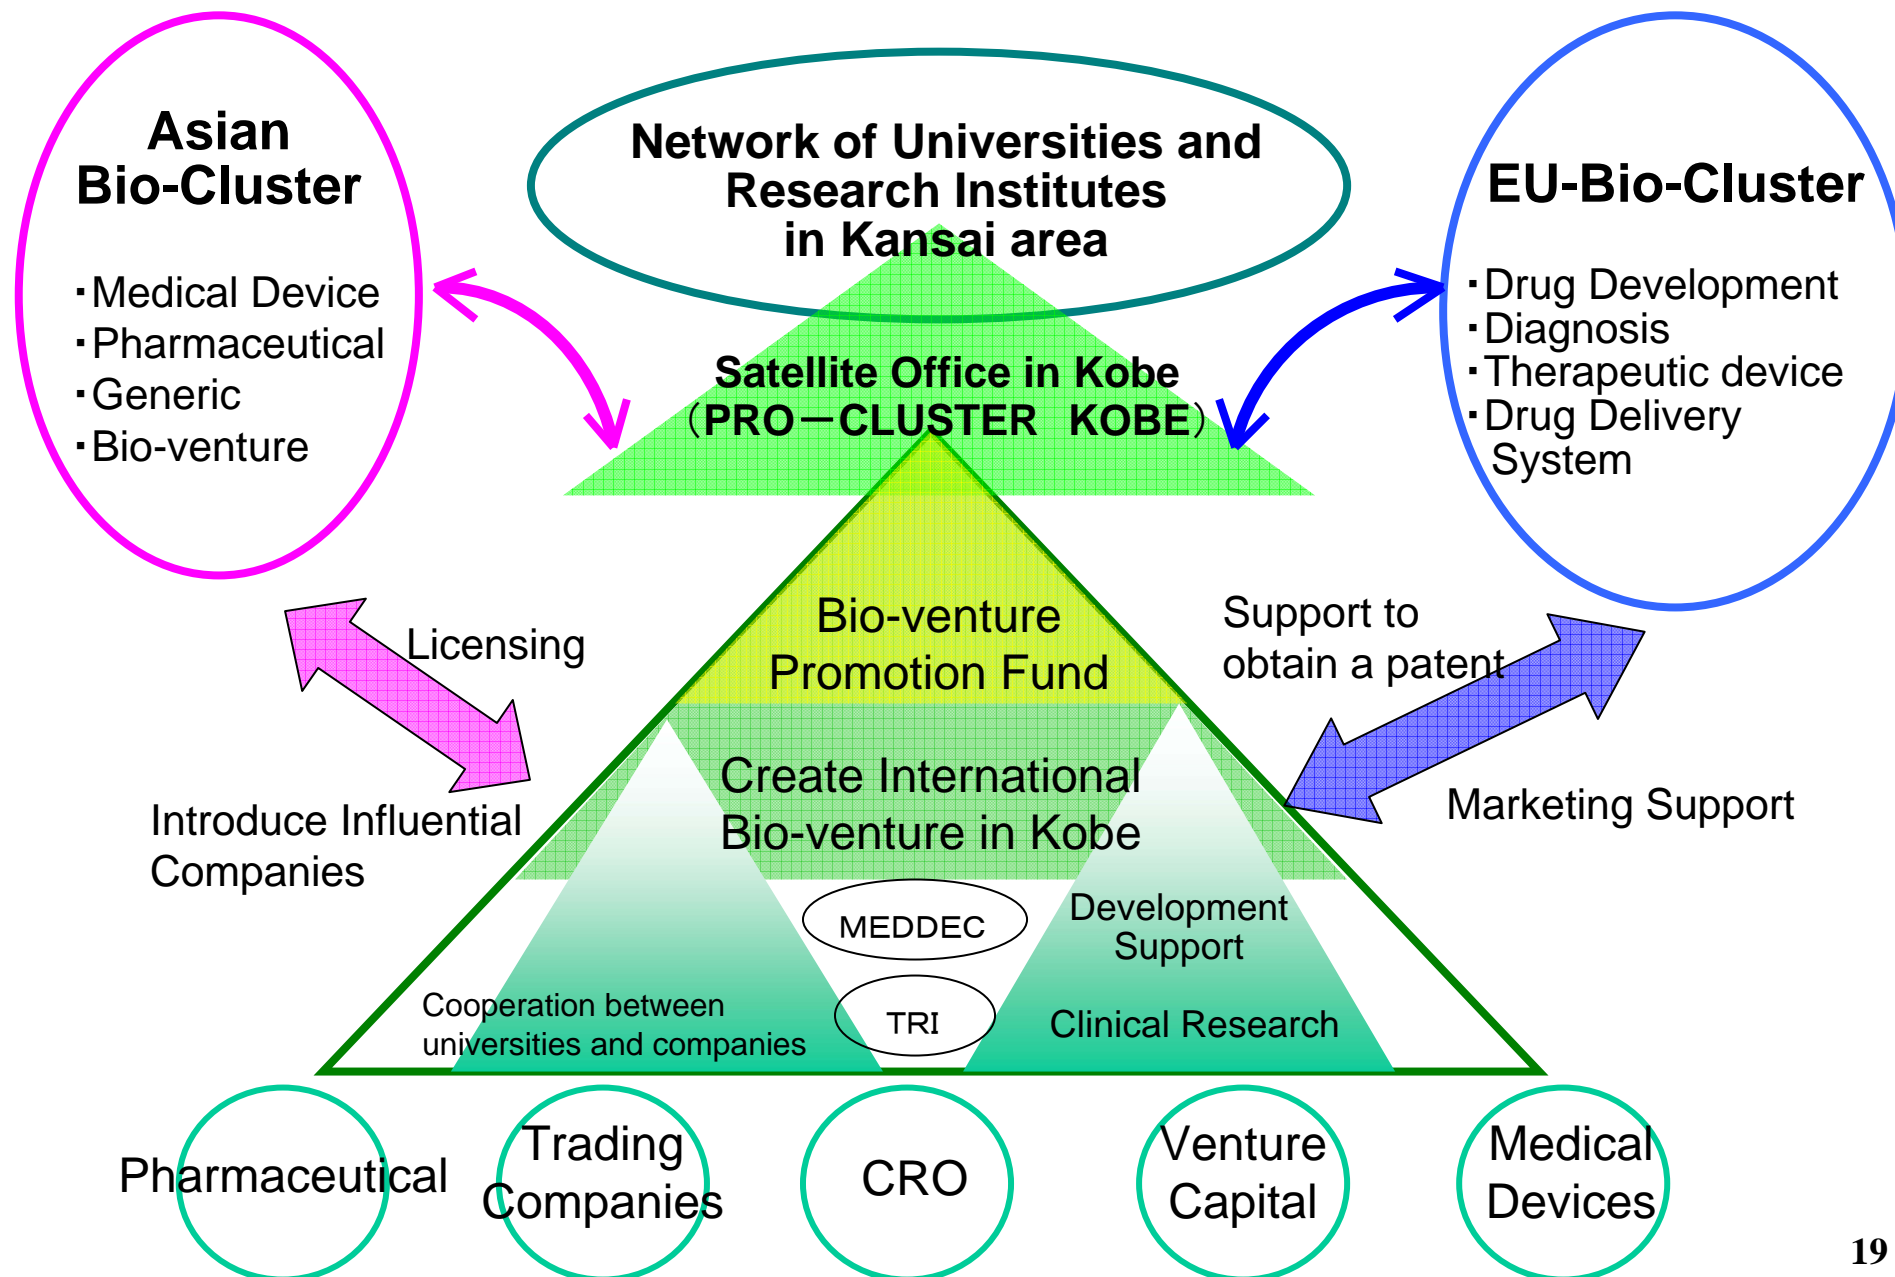 Asian
Bio-Cluster
・Medical Device
・Pharmaceutical
・Generic
・Bio-venture
Network of Universities and
Research Institutes
in Kansai area
EU-Bio-Cluster
・Drug Development
・Diagnosis
・Therapeutic device
・Drug Delivery
System
Satellite Office in Kobe
（PRO－CLUSTER KOBE）
Licensing
Introduce Influential
Companies
Bio-venture
Promotion Fund
Support to
obtain a patent
Marketing Support
Create International
Bio-venture in Kobe
MEDDEC
TRI
Development
Support
Clinical Research
Cooperation between
universities and companies
Pharmaceutical
Trading
Companies
CRO
Venture
Capital
Medical
Devices
19